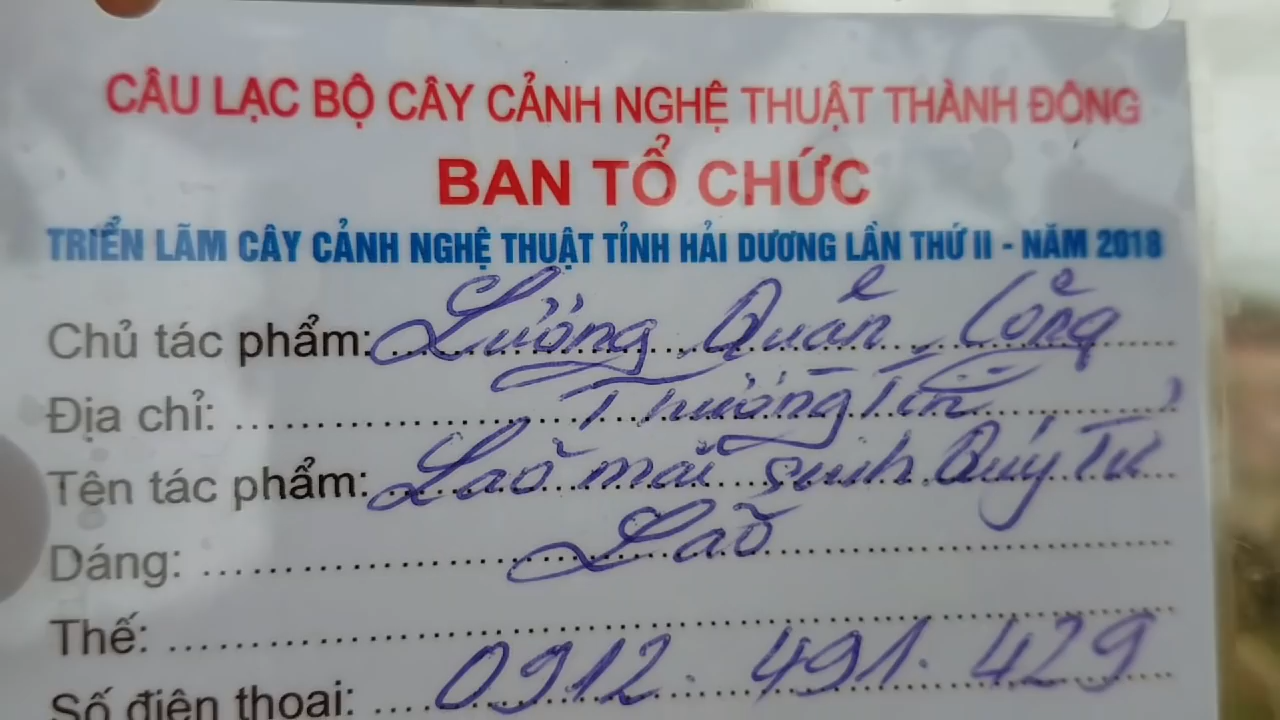 CÂU LẠC BỘ CÂY CẢNH NGHỆ THUẬT THÀNH ĐÔNG
BAN TỔ CHỨC
TRIỂN LÃM CÂY CẢNH NGHỆ THUẬT TỈNH HẢI DƯƠNG LẦN THỨ II - NĂM 2018
Chủ tác phẩm: Lương Quán Công
Địa chỉ: Thường Tín
Tên tác phẩm: Lão mai sinh Quý Tử
Dáng: Lão
Thế:
Số điện thoại: 0912.491.429